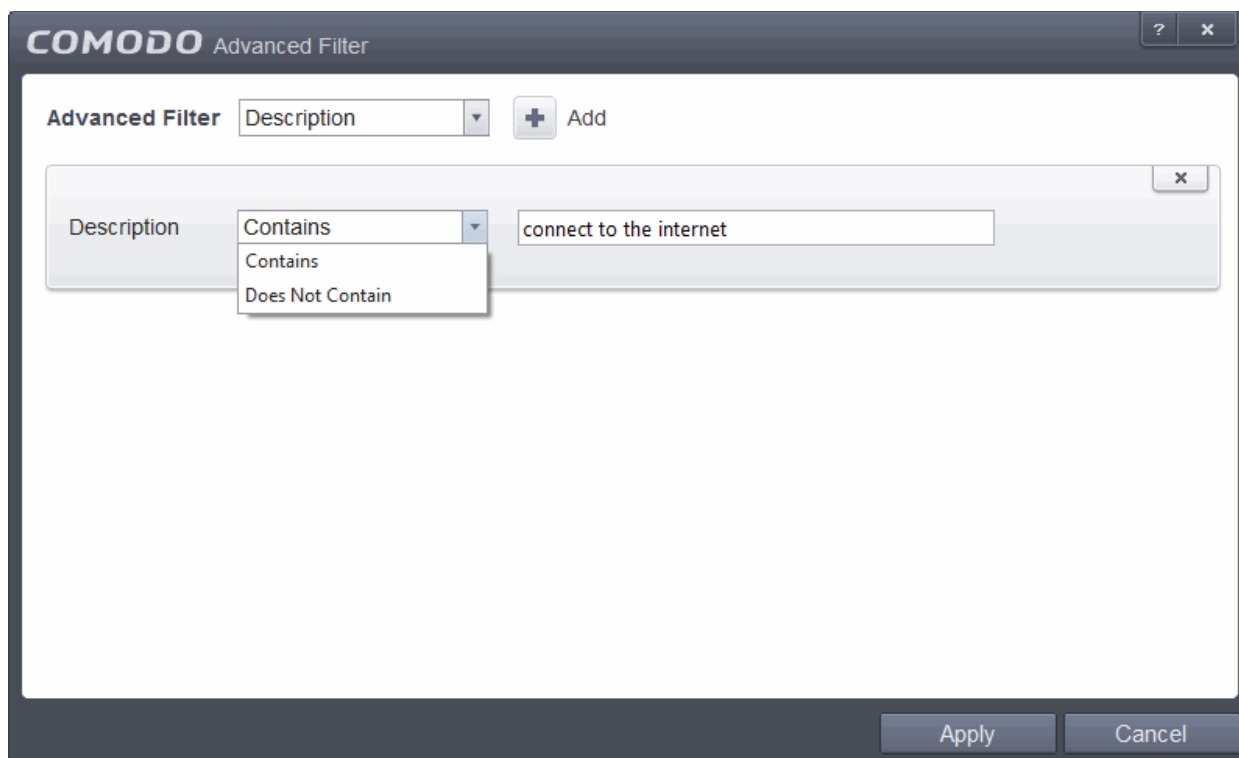 COMODO Advanced Filter ? x
Advanced Filter Description + Add
x
Description Contains connect to the internet
Contains
Does Not Contain
Apply Cancel